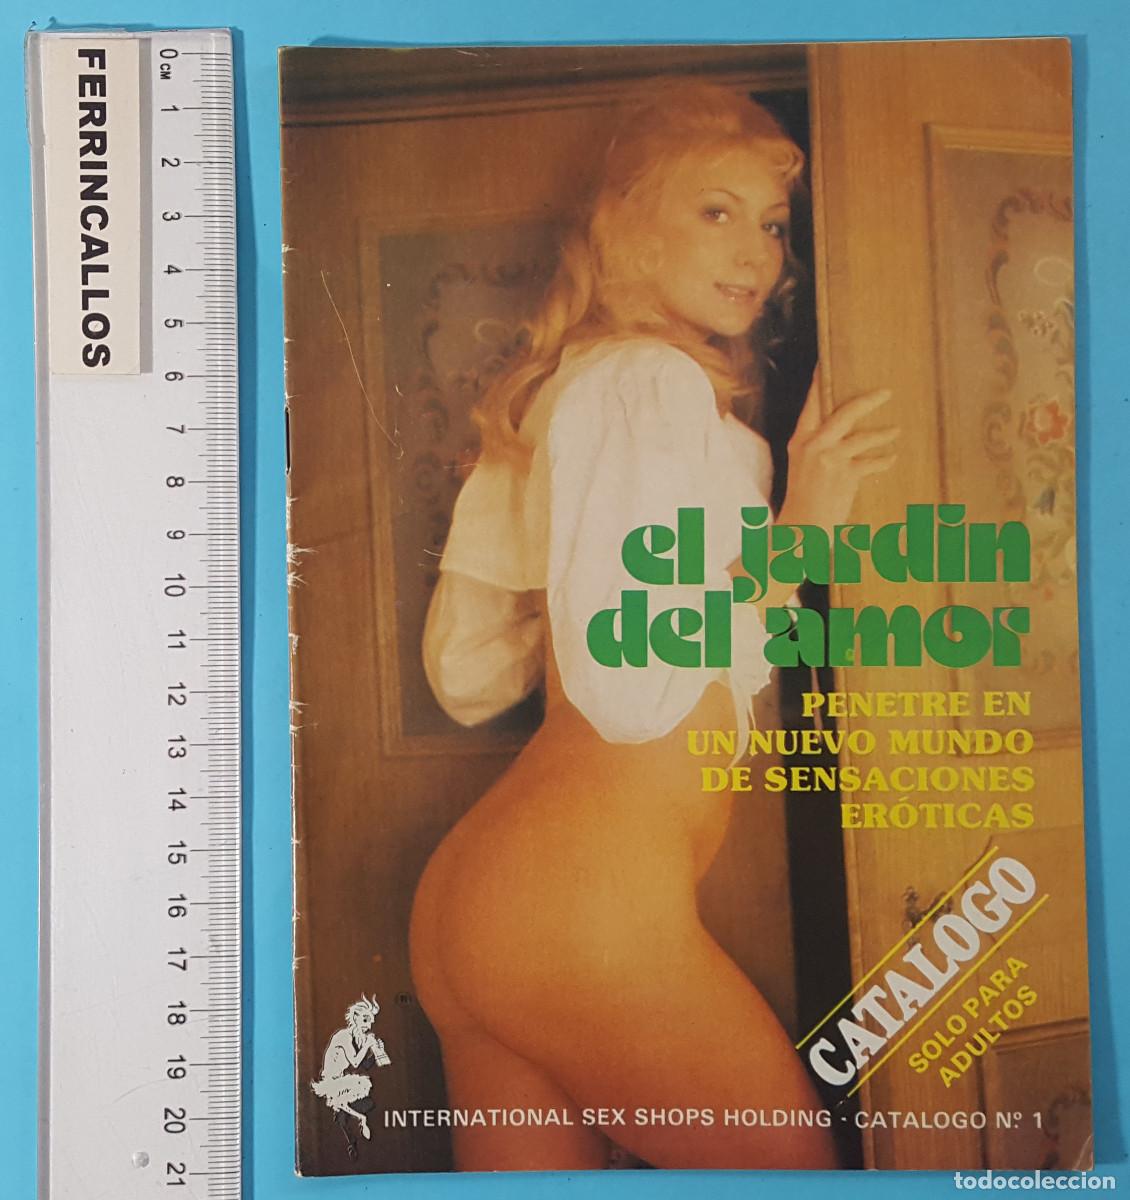 FERRINCALLOS
0 CM
1
2
3
4
5
6
7
8
9
10
11
12
13
14
15
16
17
18
19
20
21
el jardin
del amor
PENETRE EN
UN NUEVO MUNDO
DE SENSACIONES
ERÓTICAS
CATALOGO
SOLO PARA
ADULTOS
®
INTERNATIONAL SEX SHOPS HOLDING - CATALOGO Nº 1
todocoleccion